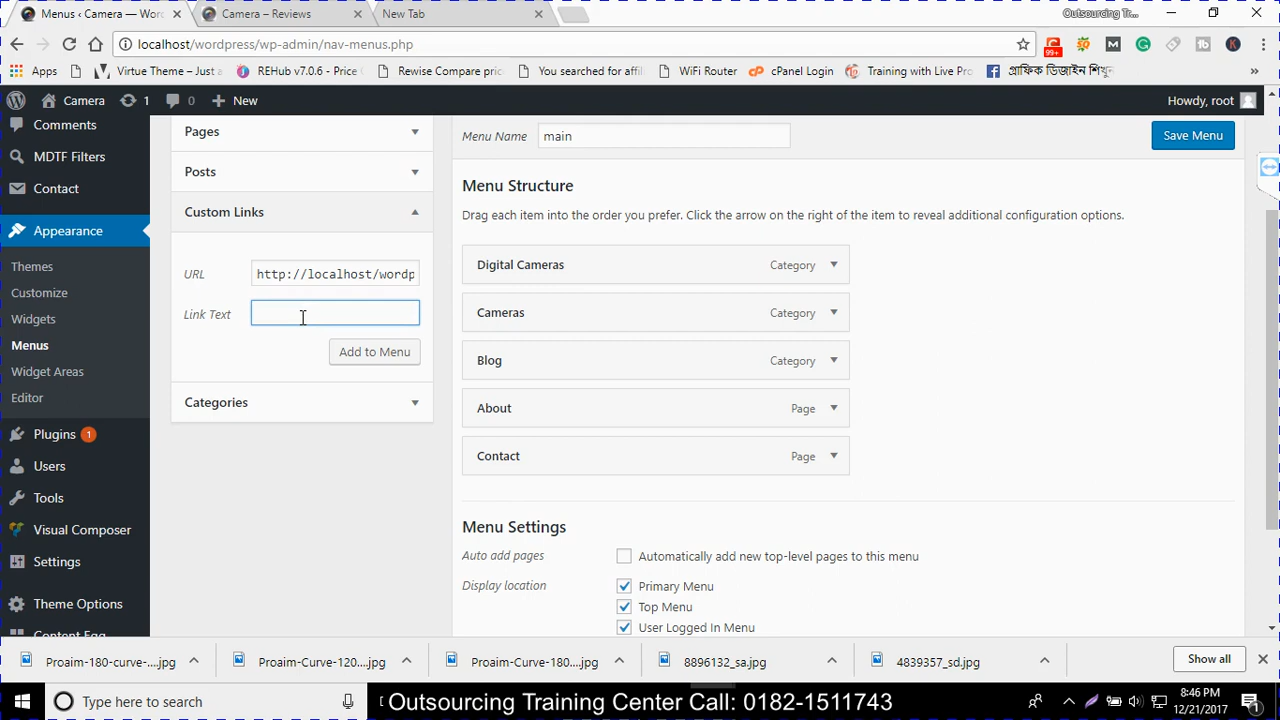 Menus ‹ Camera — Wor
Camera – Reviews
New Tab
Outsourcing Tr...
localhost/wordpress/wp-admin/nav-menus.php
99+
Apps
Virtue Theme – Just a
REHub v7.0.6 -Prof
Rewise Compare pric
You searched for affil
WiFi Router
cPanel Login
Training with Live Pro
গ্রাফিক ডিজাইন শিখুন
»
Camera
1
0
New
Howdy, root
Comments
MDTF Filters
Contact
Appearance
Themes
Customize
Widgets
Menus
Widget Areas
Editor
Plugins 1
Users
Tools
Visual Composer
Settings
Theme Options
Content Egg
Pages
Posts
Custom Links
URL
http://localhost/wordp
Link Text
Add to Menu
Categories
Menu Name
main
Save Menu
Menu Structure
Drag each item into the order you prefer. Click the arrow on the right of the item to reveal additional configuration options.
Digital Cameras Category
Cameras Category
Blog Category
About Page
Contact Page
Menu Settings
Auto add pages
Automatically add new top-level pages to this menu
Display location
Primary Menu
Top Menu
User Logged In Menu
Proaim-180-curve-....jpg
Proaim-Curve-120....jpg
Proaim-Curve-180....jpg
8896132_sa.jpg
4839357_sd.jpg
Show all
Type here to search
Outsourcing Training Center Call: 0182-1511743
8:46 PM
12/21/2017
1